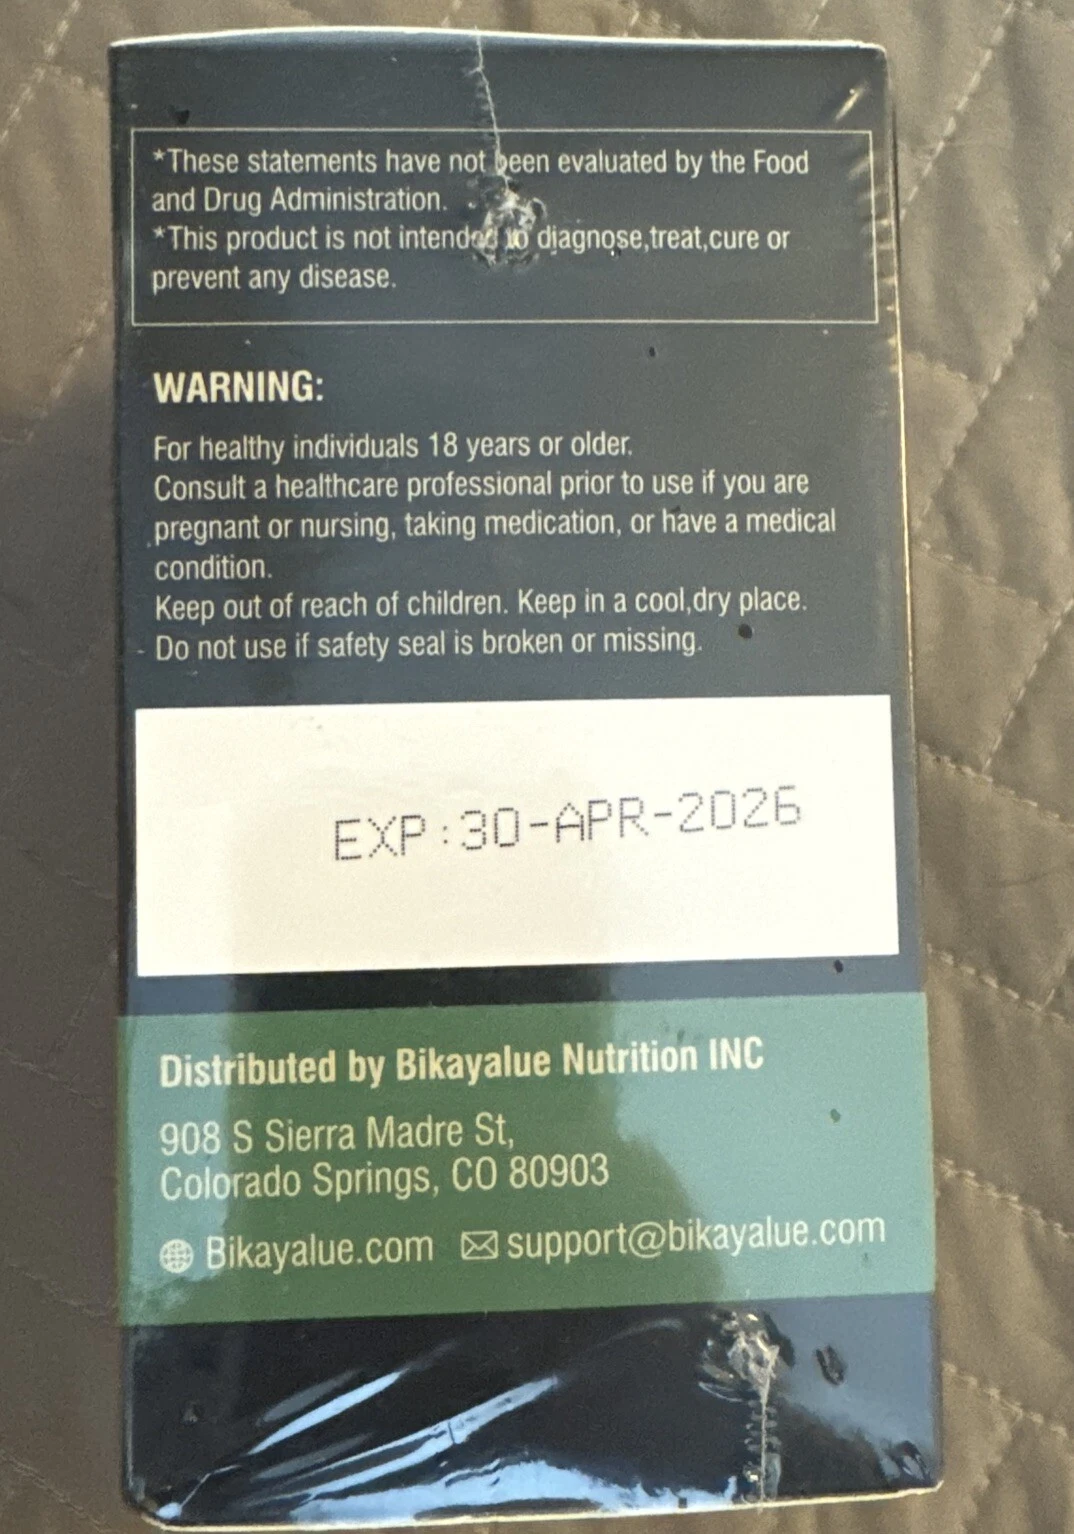 *These statements have not been evaluated by the Food
and Drug Administration.
*This product is not intended to diagnose,treat,cure or
prevent any disease.
WARNING:
For healthy individuals 18 years or older.
Consult a healthcare professional prior to use if you are
pregnant or nursing, taking medication, or have a medical
condition.
Keep out of reach of children. Keep in a cool,dry place.
Do not use if safety seal is broken or missing.
EXP:30-APR-2026
Distributed by Bikayalue Nutrition INC
908 S Sierra Madre St,
Colorado Springs, CO 80903
Bikayalue.com support@bikayalue.com